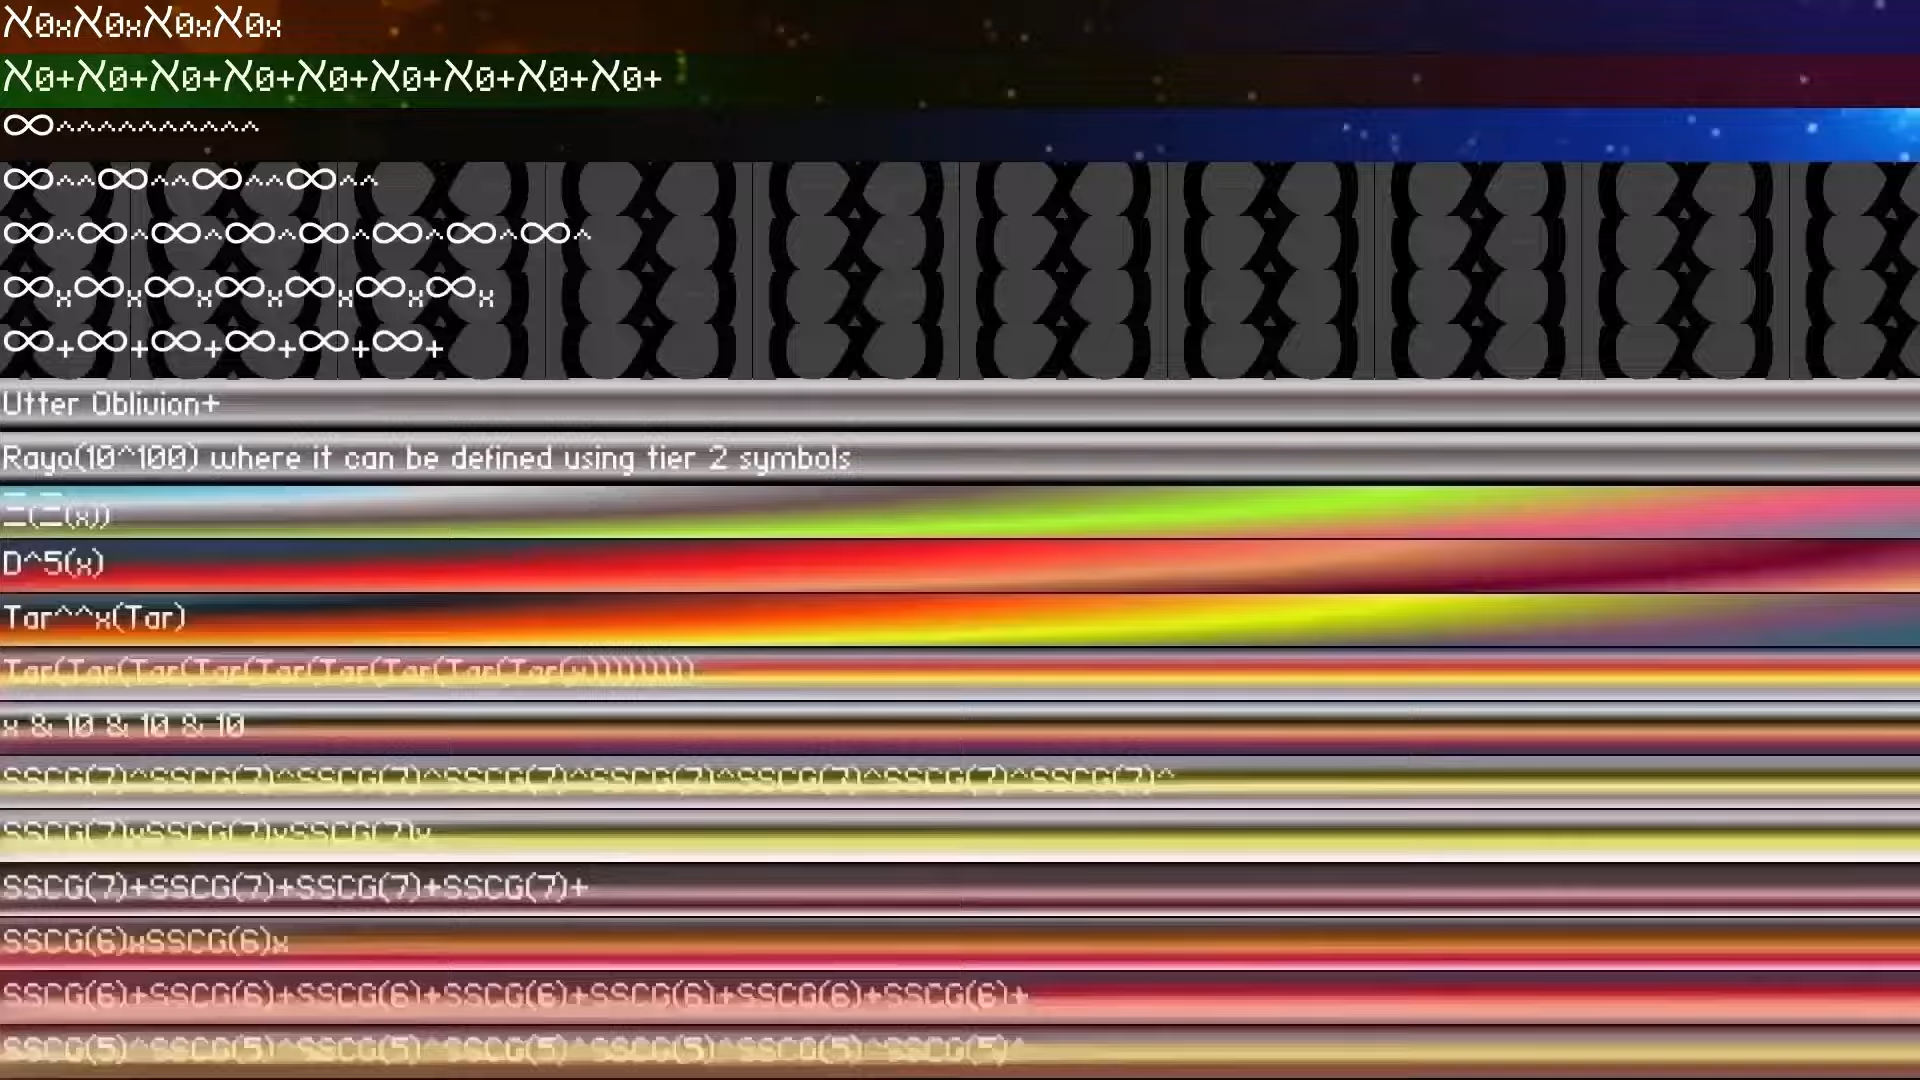 ℵ0xℵ0xℵ0xℵ0x
ℵ0+ℵ0+ℵ0+ℵ0+ℵ0+ℵ0+ℵ0+ℵ0+ℵ0+
∞^^^^^^^^^^
∞^^∞^^∞^^∞^^
∞^∞^∞^∞^∞^∞^∞^∞^
∞x∞x∞x∞x∞x∞x∞x
∞+∞+∞+∞+∞+∞+
Utter Oblivion+
Rayo(10^100) where it can be defined using tier 2 symbols
Ξ(Ξ(x))
D^5(x)
Tar^^x(Tar)
Tar(Tar(Tar(Tar(Tar(Tar(Tar(Tar(Tar(x)))))))))
x & 10 & 10 & 10
SSCG(7)^SSCG(7)^SSCG(7)^SSCG(7)^SSCG(7)^SSCG(7)^SSCG(7)^SSCG(7)^
SSCG(7)xSSCG(7)xSSCG(7)x
SSCG(7)+SSCG(7)+SSCG(7)+SSCG(7)+
SSCG(6)xSSCG(6)x
SSCG(6)+SSCG(6)+SSCG(6)+SSCG(6)+SSCG(6)+SSCG(6)+SSCG(6)+
SSCG(5)^SSCG(5)^SSCG(5)^SSCG(5)^SSCG(5)^SSCG(5)^SSCG(5)^